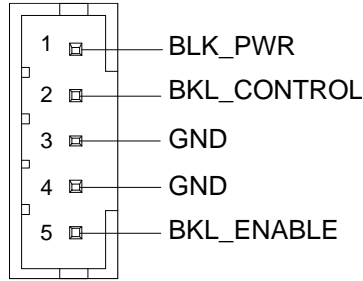 1 BLK_PWR
2 BKL_CONTROL
3 GND
4 GND
5 BKL_ENABLE